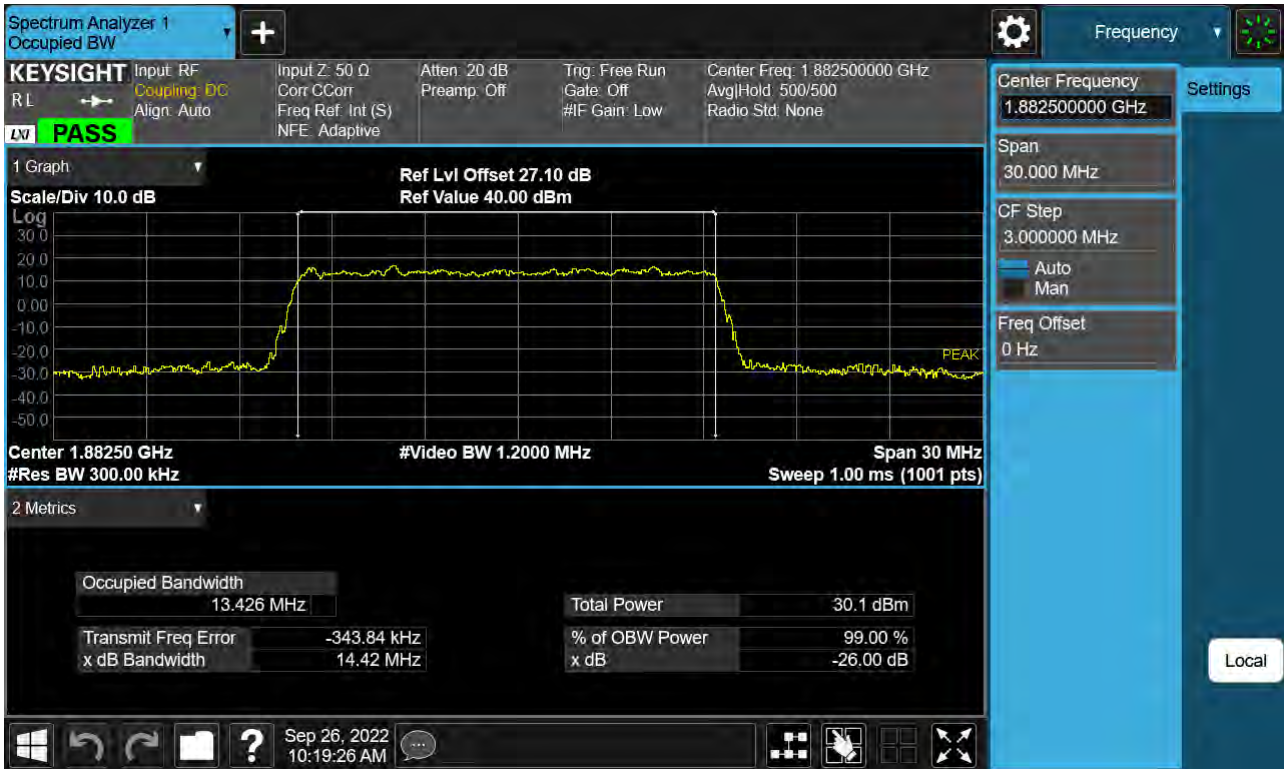 Spectrum Analyzer 1
Occupied BW
Frequency
KEYSIGHT
R L
LXI PASS
Input: RF
Coupling: DC
Align: Auto
Input Z: 50 Ω
Corr CCorr
Freq Ref: Int (S)
NFE: Adaptive
Atten: 20 dB
Preamp: Off
Trig: Free Run
Gate: Off
#IF Gain: Low
Center Freq: 1.882500000 GHz
Avg|Hold: 500/500
Radio Std: None
Center Frequency
1.882500000 GHz
Settings
Span
30.000 MHz
CF Step
3.000000 MHz
Auto
Man
Freq Offset
0 Hz
Local
1 Graph
Ref Lvl Offset 27.10 dB
Scale/Div 10.0 dB
Ref Value 40.00 dBm
Log
30.0
20.0
10.0
0.00
-10.0
-20.0
PEAK
-30.0
-40.0
-50.0
Center 1.88250 GHz
#Video BW 1.2000 MHz
Span 30 MHz
#Res BW 300.00 kHz
Sweep 1.00 ms (1001 pts)
2 Metrics
Occupied Bandwidth
13.426 MHz
Total Power 30.1 dBm
Transmit Freq Error -343.84 kHz
% of OBW Power 99.00 %
x dB Bandwidth 14.42 MHz
x dB -26.00 dB
?
Sep 26, 2022
10:19:26 AM